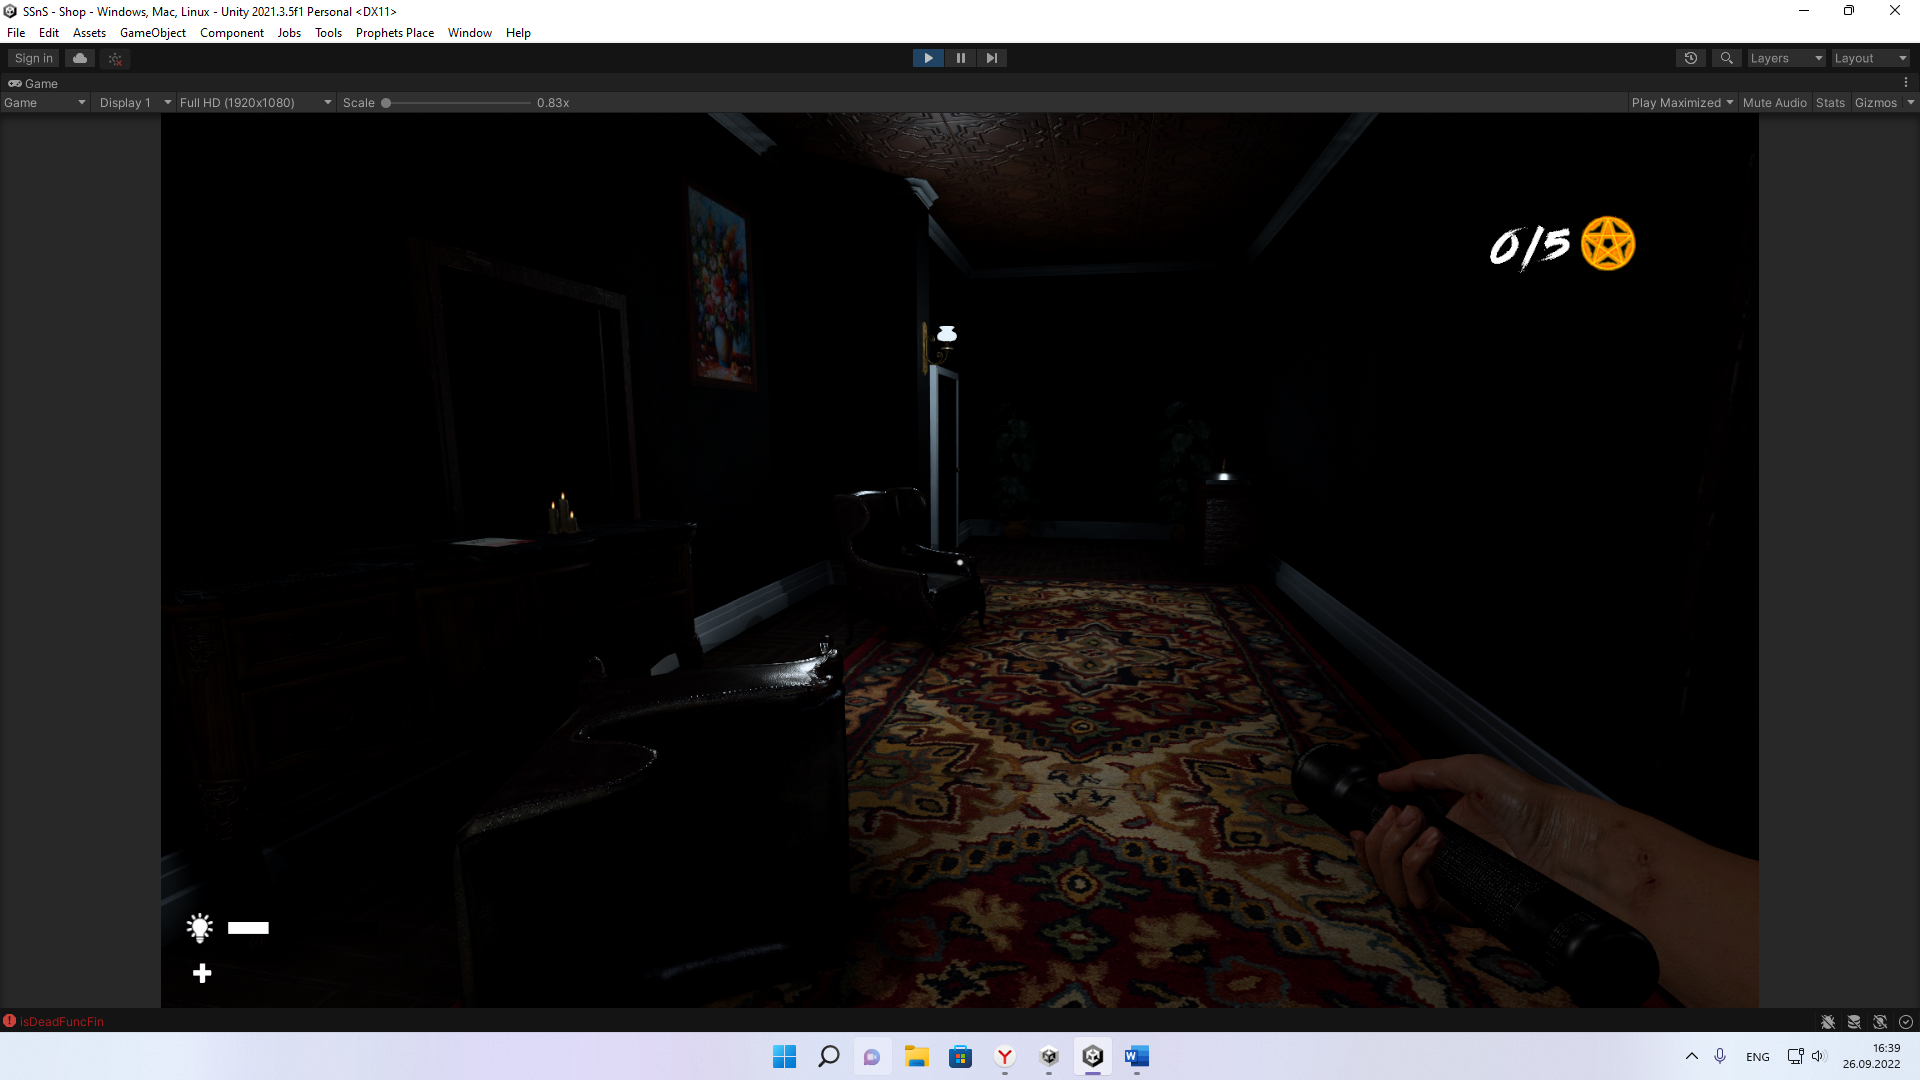 SSnS - Shop - Windows, Mac, Linux - Unity 2021.3.5f1 Personal <DX11>
File Edit Assets GameObject Component Jobs Tools Prophets Place Window Help
Sign in Layers Layout
Game
Game Display 1 Full HD (1920x1080) Scale 0.83x Play Maximized Mute Audio Stats Gizmos
0/5
isDeadFuncFin
ENG
16:39
26.09.2022